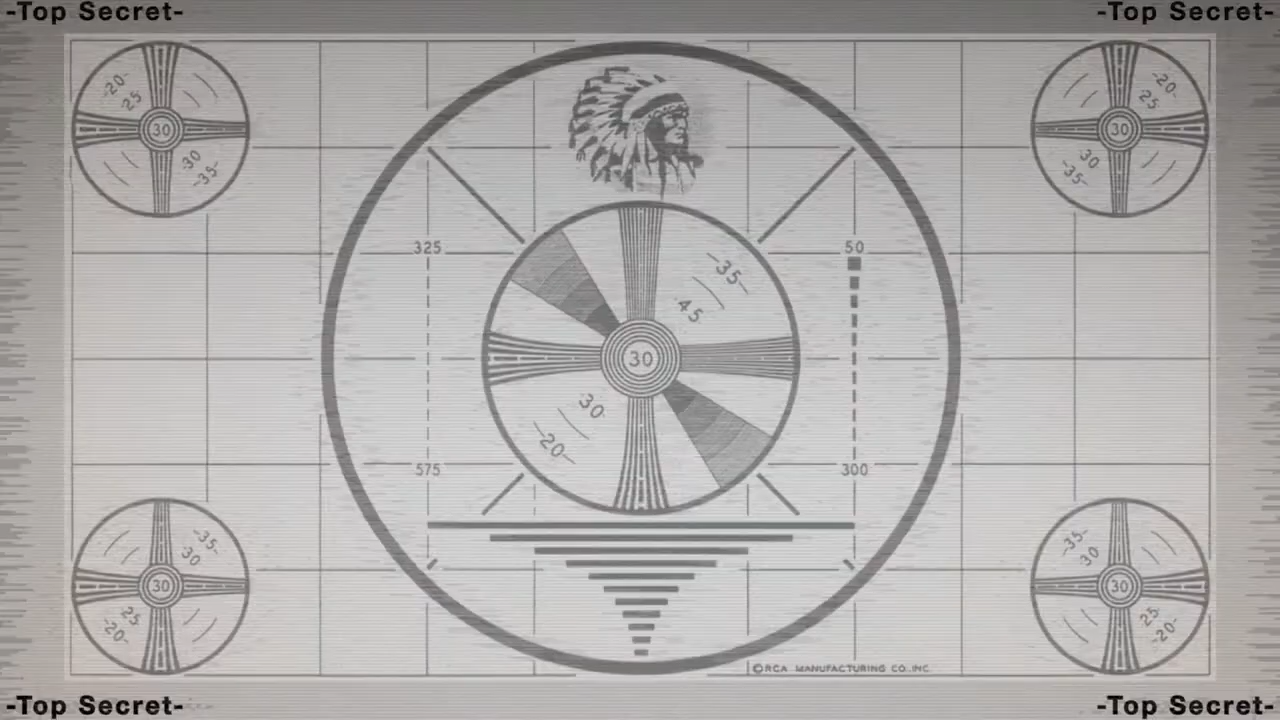 -Top Secret- -Top Secret-
-20- 25 30 30 -35-
-20- 25 30 30 -35-
325 50
-35- 45
30
30 -20-
575 300
-35- 30 30 25 -20-
-35- 30 30 25 -20-
©RCA MANUFACTURING CO. INC.
-Top Secret- -Top Secret-